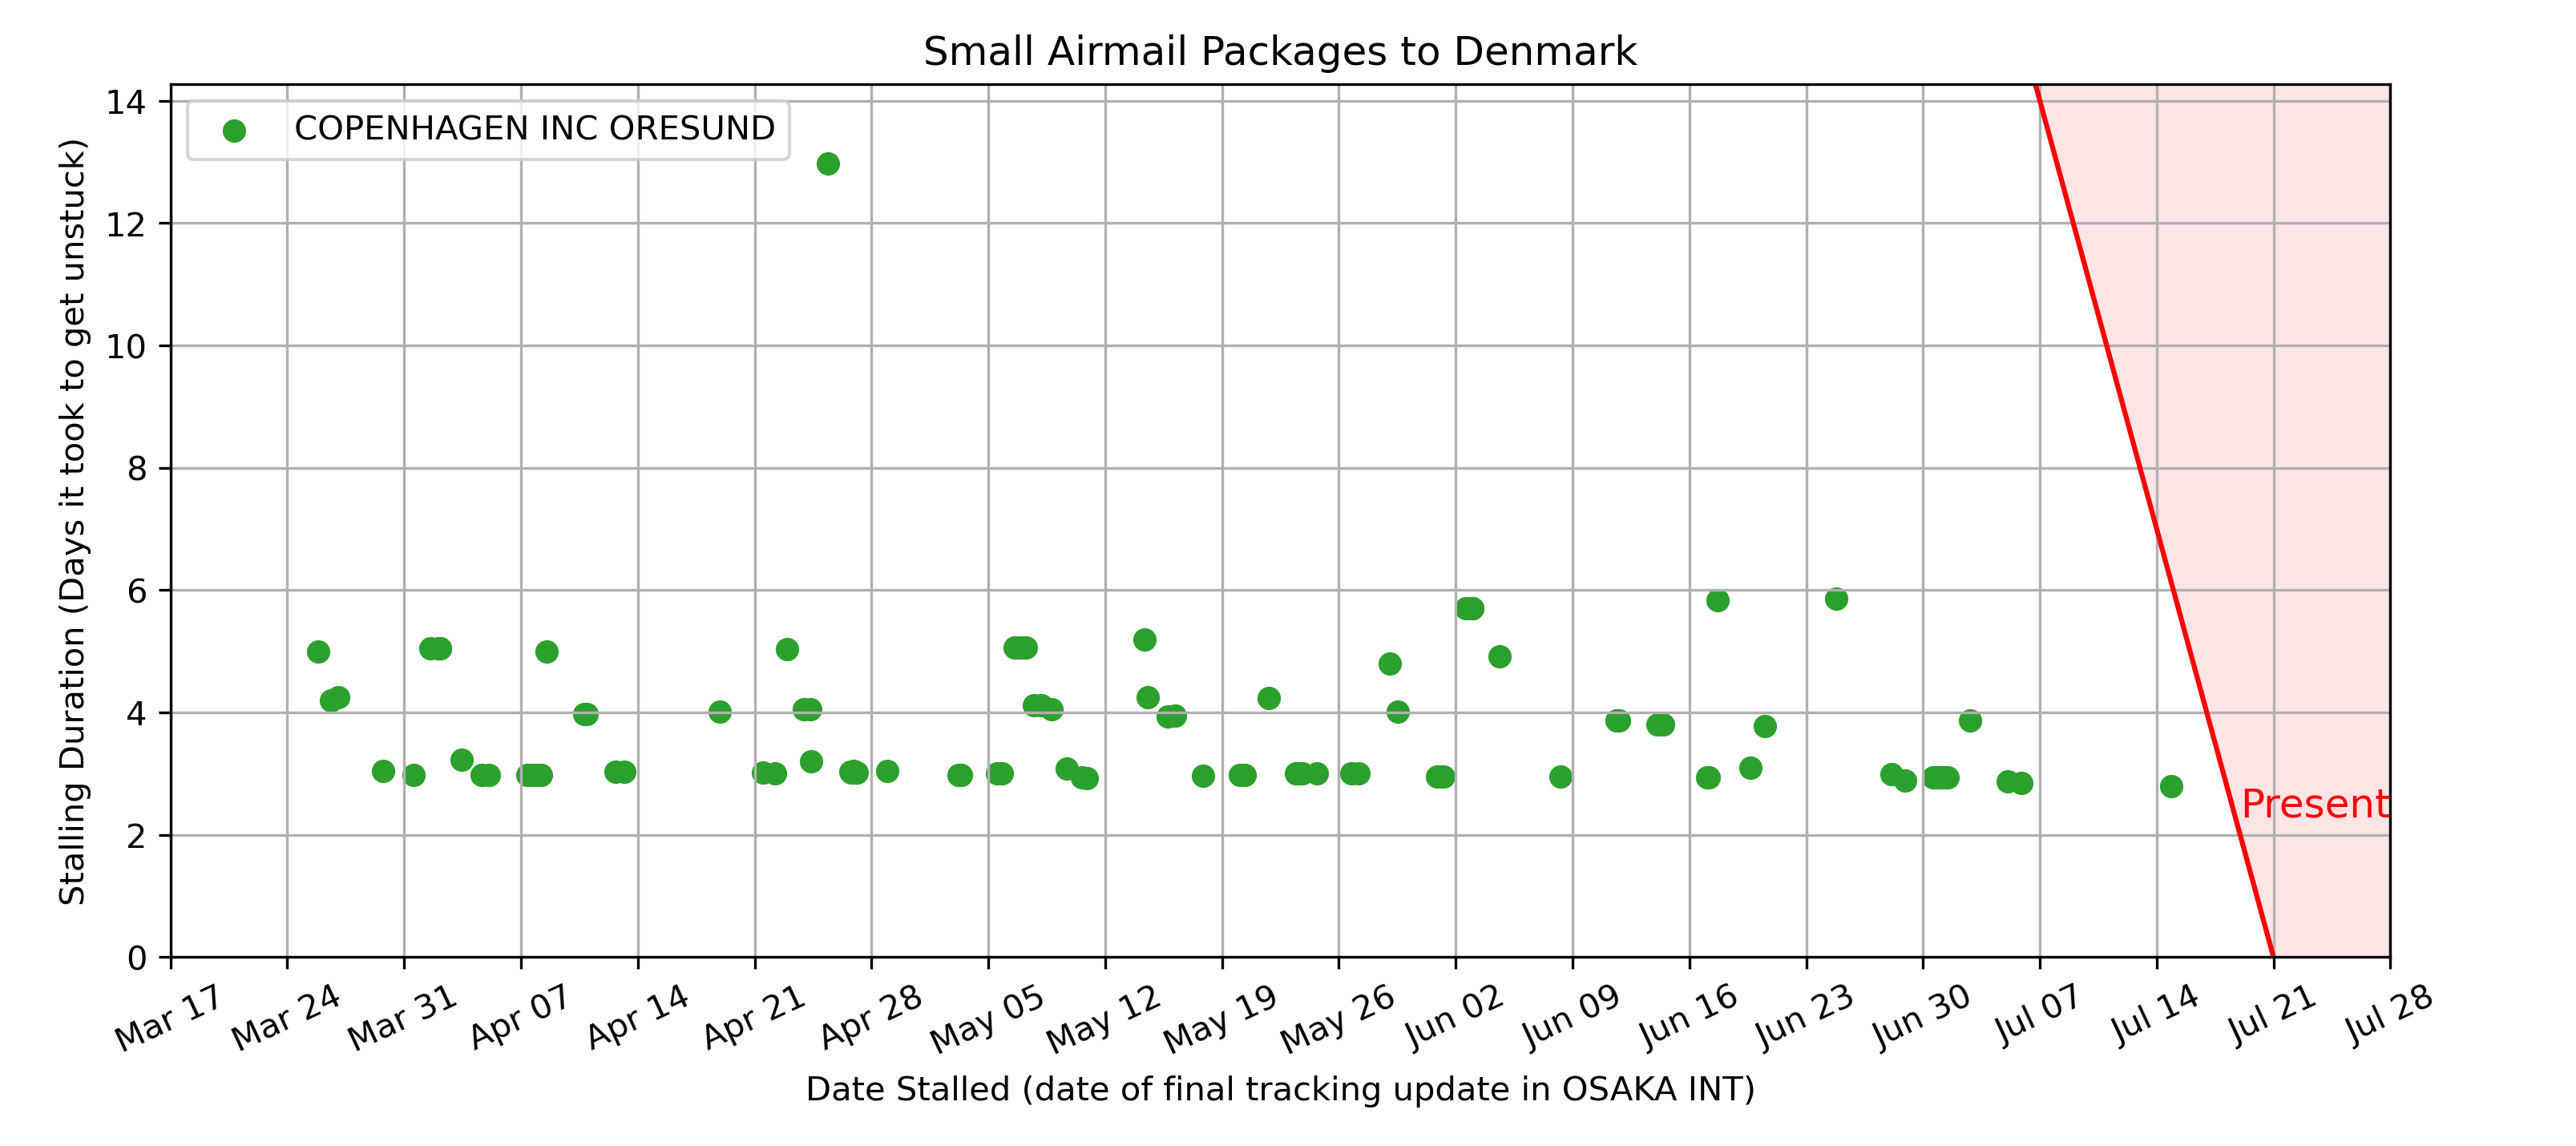 Small Airmail Packages to Denmark
COPENHAGEN INC ORESUND
Stalling Duration (Days it took to get unstuck)
14
12
10
8
6
4
2
0
Present
Mar 17
Mar 24
Mar 31
Apr 07
Apr 14
Apr 21
Apr 28
May 05
May 12
May 19
May 26
Jun 02
Jun 09
Jun 16
Jun 23
Jun 30
Jul 07
Jul 14
Jul 21
Jul 28
Date Stalled (date of final tracking update in OSAKA INT)